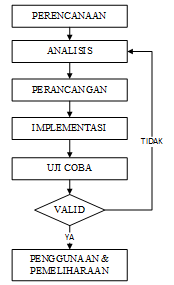 PERENCANAAN
ANALISIS
PERANCANGAN
IMPLEMENTASI
TIDAK
UJI COBA
VALID
YA
PENGGUNAAN &
PEMELIHARAAN